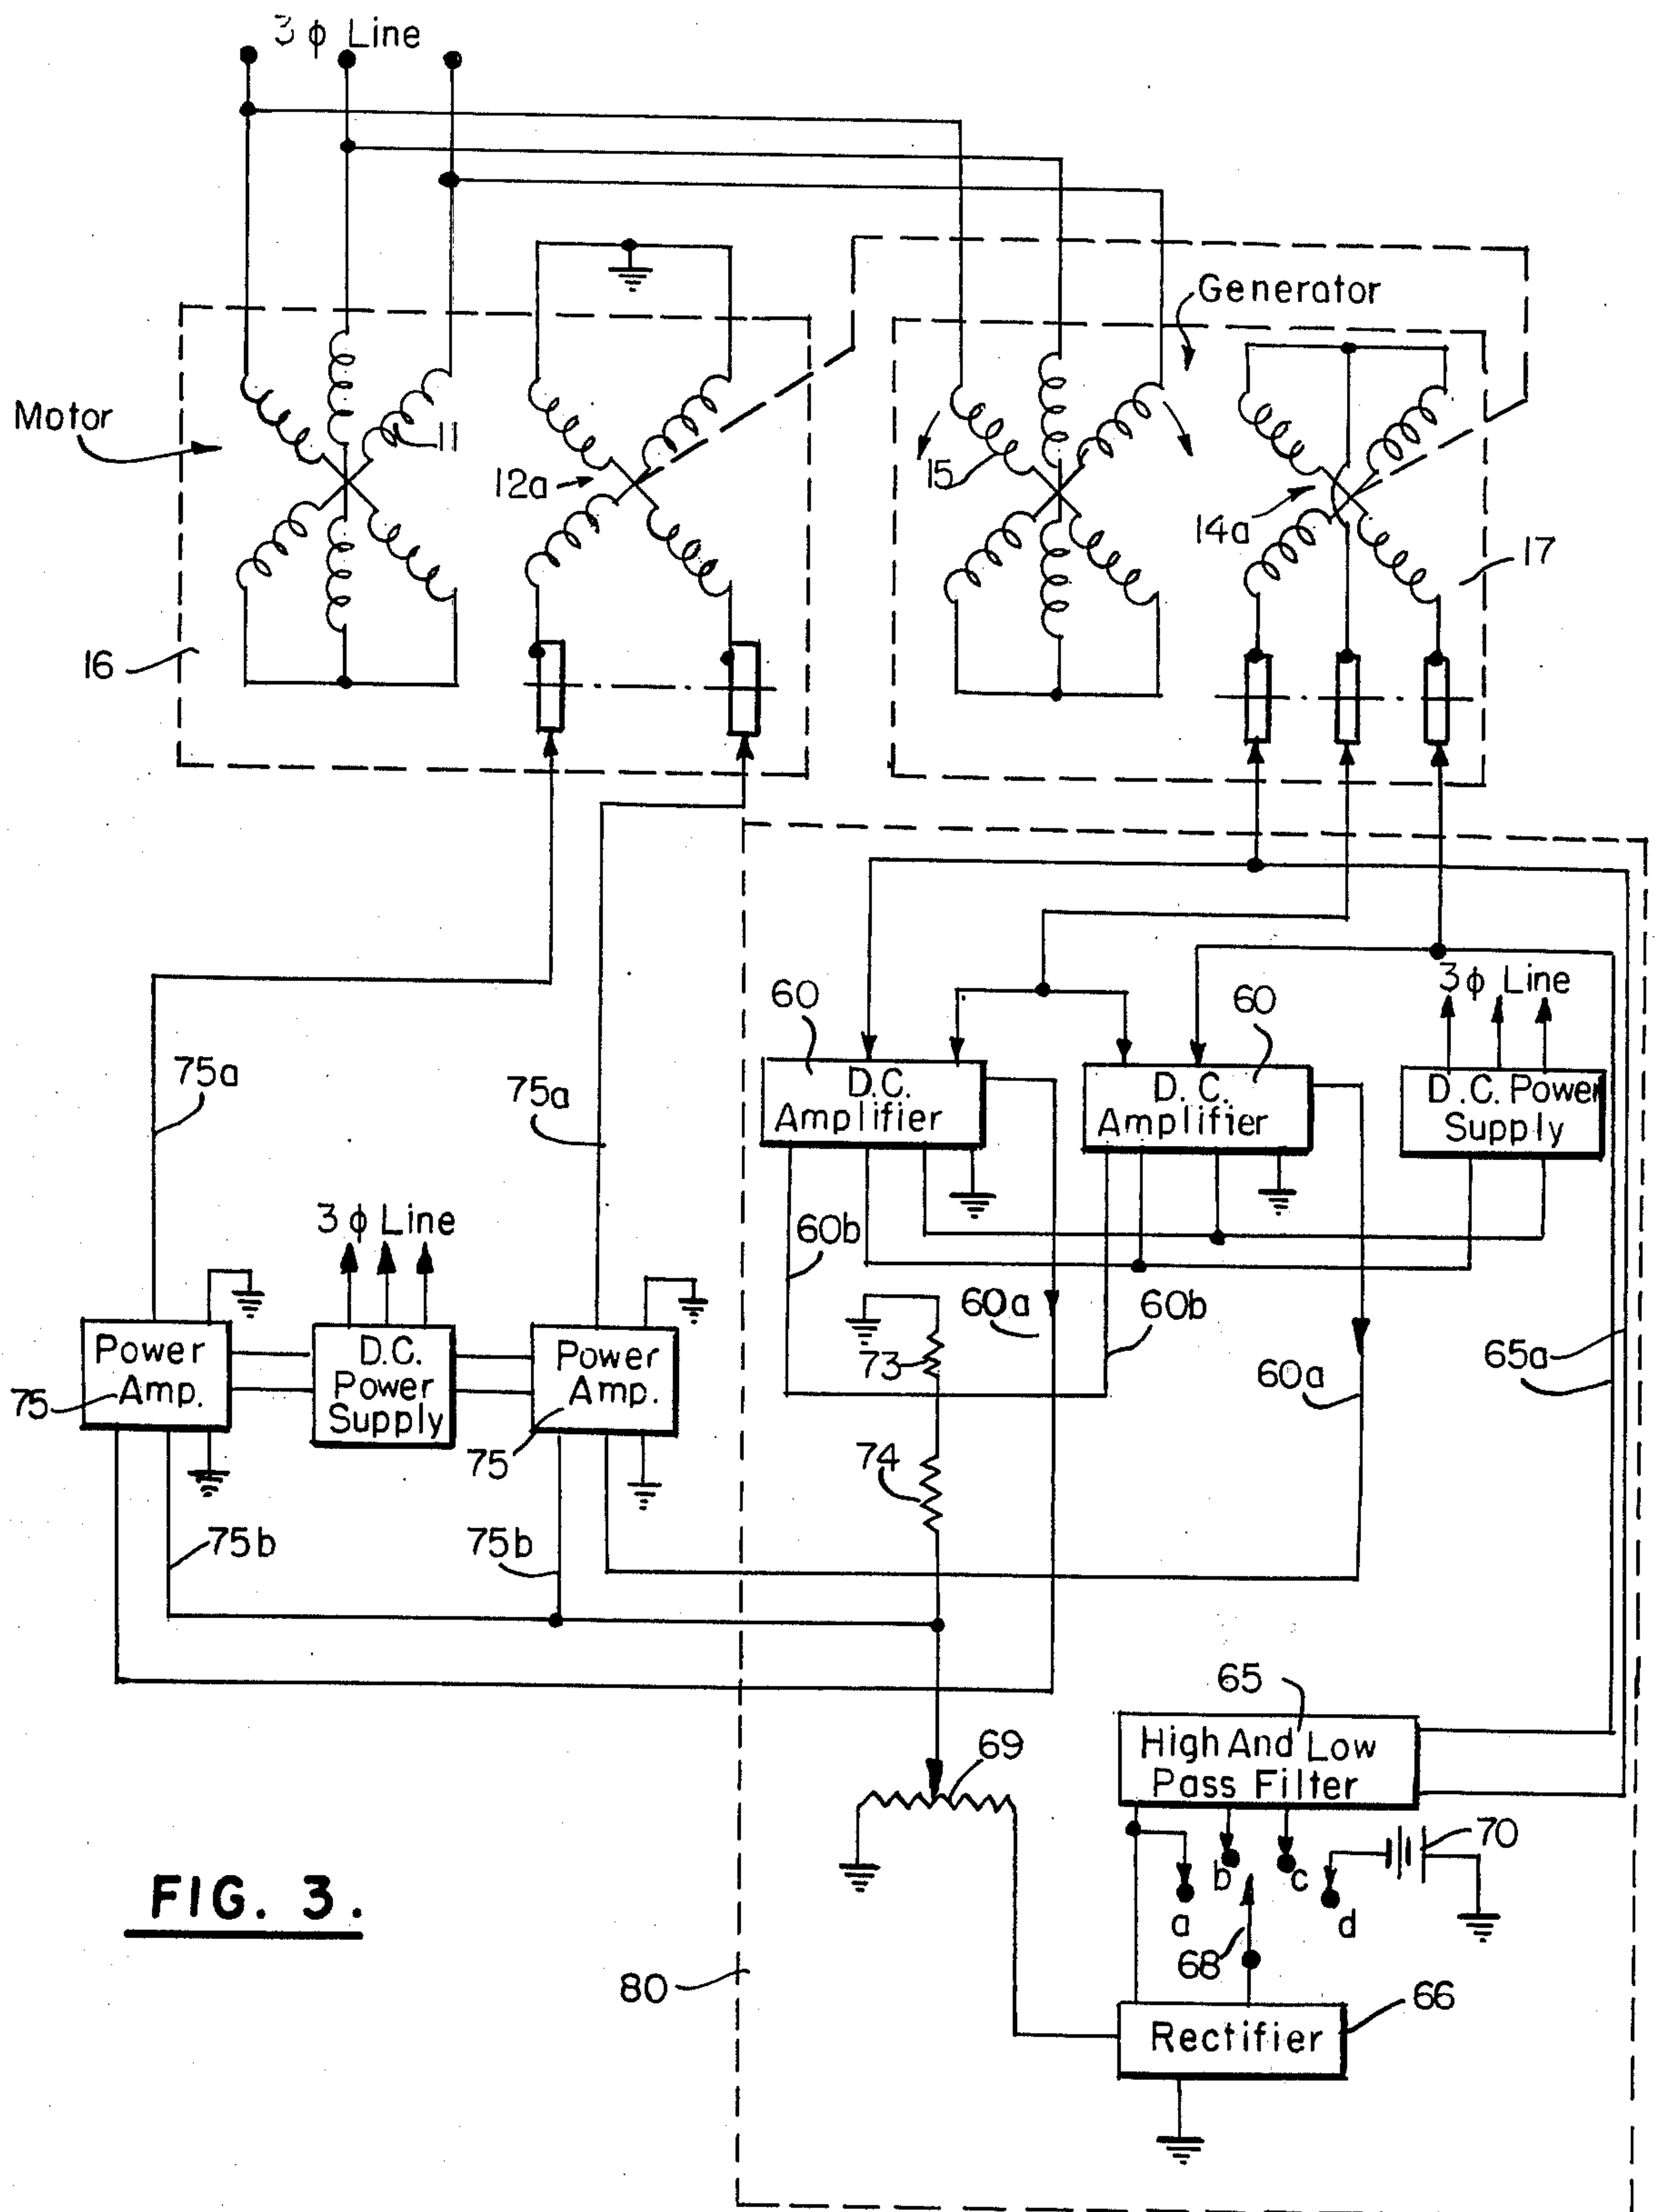 3 φ Line
Generator
Motor
11
12a
15
14a
17
16
3φ Line
60
60
75a
75a
D.C.
Amplifier
D.C.
Amplifier
D.C. Power
Supply
3 φ Line
60b
60a
60b
65a
73
60a
Power
Amp.
D.C.
Power
Supply
Power
Amp.
75
75
74
75b
75b
65
High And Low
Pass Filter
69
70
a
b
c
d
68
FIG. 3.
80
66
Rectifier